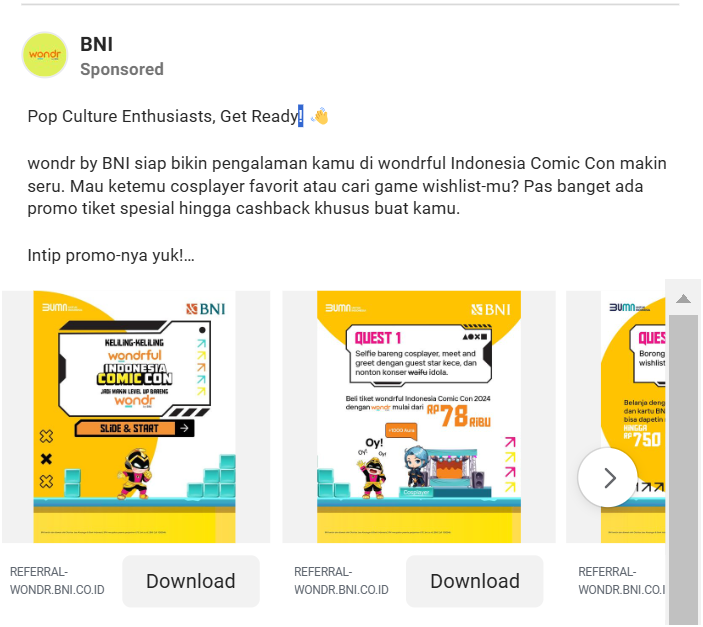 wondr
BNI
Sponsored
Pop Culture Enthusiasts, Get Ready! 👋
wondr by BNI siap bikin pengalaman kamu di wondrful Indonesia Comic Con makin
seru. Mau ketemu cosplayer favorit atau cari game wishlist-mu? Pas banget ada
promo tiket spesial hingga cashback khusus buat kamu.
Intip promo-nya yuk!...
BUMN
BNI
KELILING-KELILING
wondrful
INDONESIA
COMIC CON
JADI MAKIN LEVEL UP BARENG
wondr
SLIDE & START
BUMN
BNI
QUEST 1
Selfie bareng cosplayer, meet and
greet dengan guest star kece, dan
nonton konser waifu idola.
Beli tiket wondrful Indonesia Comic Con 2024
dengan wondr mulai dari RP78 RIBU
+1000 Aura
Oy!
Oy!
Oy!
Cosplayer
BUMN
QUES
Borong
wishlist
Belanja deng
dan kartu BN
bisa dapetin
HINGGA
RP750
REFERRAL-
WONDR.BNI.CO.ID
Download
REFERRAL-
WONDR.BNI.CO.ID
Download
REFERRAL-
WONDR.BNI.CO.I